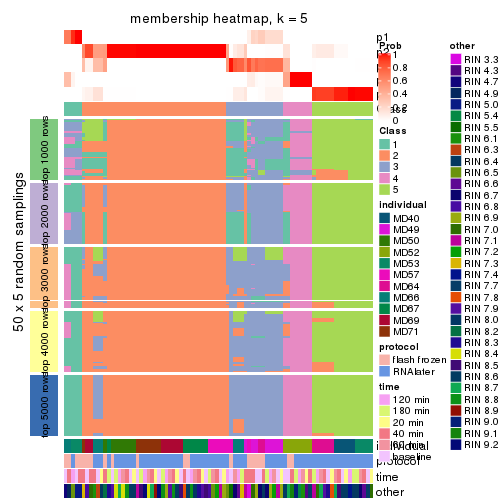 membership heatmap, k = 5
50 x 5 random samplings
top 1000 rows
top 2000 rows
top 3000 rows
top 4000 rows
top 5000 rows
p1
Prob
1
0.8
0.6
0.4
0.2
0
Class
1
2
3
4
5
individual
MD40
MD49
MD50
MD52
MD53
MD57
MD64
MD66
MD67
MD69
MD71
protocol
flash frozen
RNAlater
time
120 min
180 min
20 min
40 min
60 min
baseline
individual
protocol
time
other
other
RIN 3.3
RIN 4.3
RIN 4.7
RIN 4.9
RIN 5.0
RIN 5.4
RIN 5.5
RIN 6.1
RIN 6.3
RIN 6.4
RIN 6.5
RIN 6.6
RIN 6.7
RIN 6.8
RIN 6.9
RIN 7.0
RIN 7.1
RIN 7.2
RIN 7.3
RIN 7.4
RIN 7.5
RIN 7.7
RIN 7.8
RIN 7.9
RIN 8.0
RIN 8.1
RIN 8.2
RIN 8.3
RIN 8.4
RIN 8.5
RIN 8.6
RIN 8.7
RIN 8.8
RIN 8.9
RIN 9.0
RIN 9.1
RIN 9.2